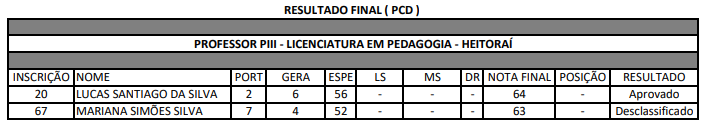 RESULTADO FINAL ( PCD )
PROFESSOR PIII - LICENCIATURA EM PEDAGOGIA - HEITORAÍ
INSCRIÇÃO NOME PORT GERA ESPE LS MS DR NOTA FINAL POSIÇÃO RESULTADO
20 LUCAS SANTIAGO DA SILVA 2 6 56 - - - 64 - Aprovado
67 MARIANA SIMÕES SILVA 7 4 52 - - - 63 - Desclassificado